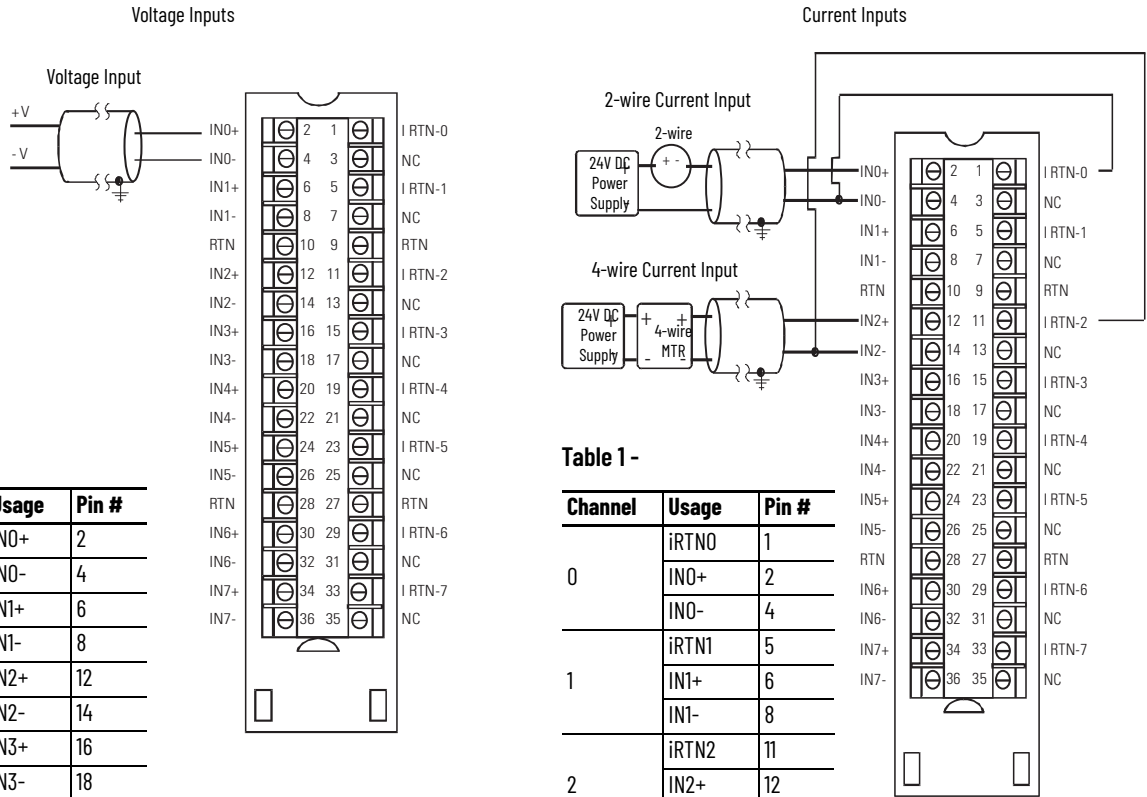 Voltage Inputs
Voltage Input
+V
-V
IN0+ 2 1 I RTN-0
IN0- 4 3 NC
IN1+ 6 5 I RTN-1
IN1- 8 7 NC
RTN 10 9 RTN
IN2+ 12 11 I RTN-2
IN2- 14 13 NC
IN3+ 16 15 I RTN-3
IN3- 18 17 NC
IN4+ 20 19 I RTN-4
IN4- 22 21 NC
IN5+ 24 23 I RTN-5
IN5- 26 25 NC
RTN 28 27 RTN
IN6+ 30 29 I RTN-6
IN6- 32 31 NC
IN7+ 34 33 I RTN-7
IN7- 36 35 NC
Usage Pin #
IN0+ 2
IN0- 4
IN1+ 6
IN1- 8
IN2+ 12
IN2- 14
IN3+ 16
IN3- 18
Current Inputs
2-wire Current Input
2-wire
+ -
24V DC +
Power
Supply -
4-wire Current Input
24V DC +
Power
Supply -
+ +
4-wire
MTR
- -
IN0+ 2 1 I RTN-0
IN0- 4 3 NC
IN1+ 6 5 I RTN-1
IN1- 8 7 NC
RTN 10 9 RTN
IN2+ 12 11 I RTN-2
IN2- 14 13 NC
IN3+ 16 15 I RTN-3
IN3- 18 17 NC
IN4+ 20 19 I RTN-4
IN4- 22 21 NC
IN5+ 24 23 I RTN-5
IN5- 26 25 NC
RTN 28 27 RTN
IN6+ 30 29 I RTN-6
IN6- 32 31 NC
IN7+ 34 33 I RTN-7
IN7- 36 35 NC
Table 1 -
Channel Usage Pin #
0
iRTN0 1
IN0+ 2
IN0- 4
1
iRTN1 5
IN1+ 6
IN1- 8
2
iRTN2 11
IN2+ 12